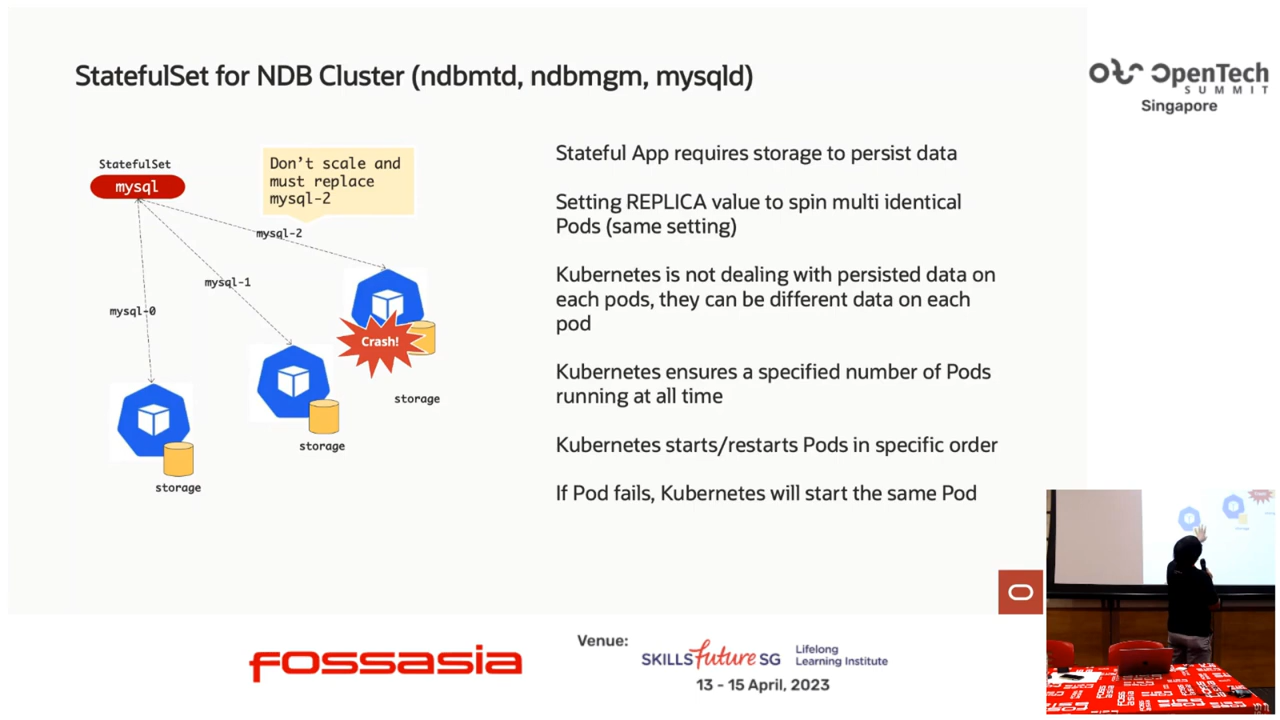 StatefulSet for NDB Cluster (ndbmtd, ndbmgm, mysqld)
OpenTech
SUMMIT
Singapore
StatefulSet
mysql
Don't scale and
must replace
mysql-2
mysql-2
mysql-1
mysql-0
Crash!
storage
storage
storage
Stateful App requires storage to persist data
Setting REPLICA value to spin multi identical
Pods (same setting)
Kubernetes is not dealing with persisted data on
each pods, they can be different data on each
pod
Kubernetes ensures a specified number of Pods
running at all time
Kubernetes starts/restarts Pods in specific order
If Pod fails, Kubernetes will start the same Pod
fossasia
Venue:
SKILLS future SG
Lifelong
Learning Institute
13 - 15 April, 2023